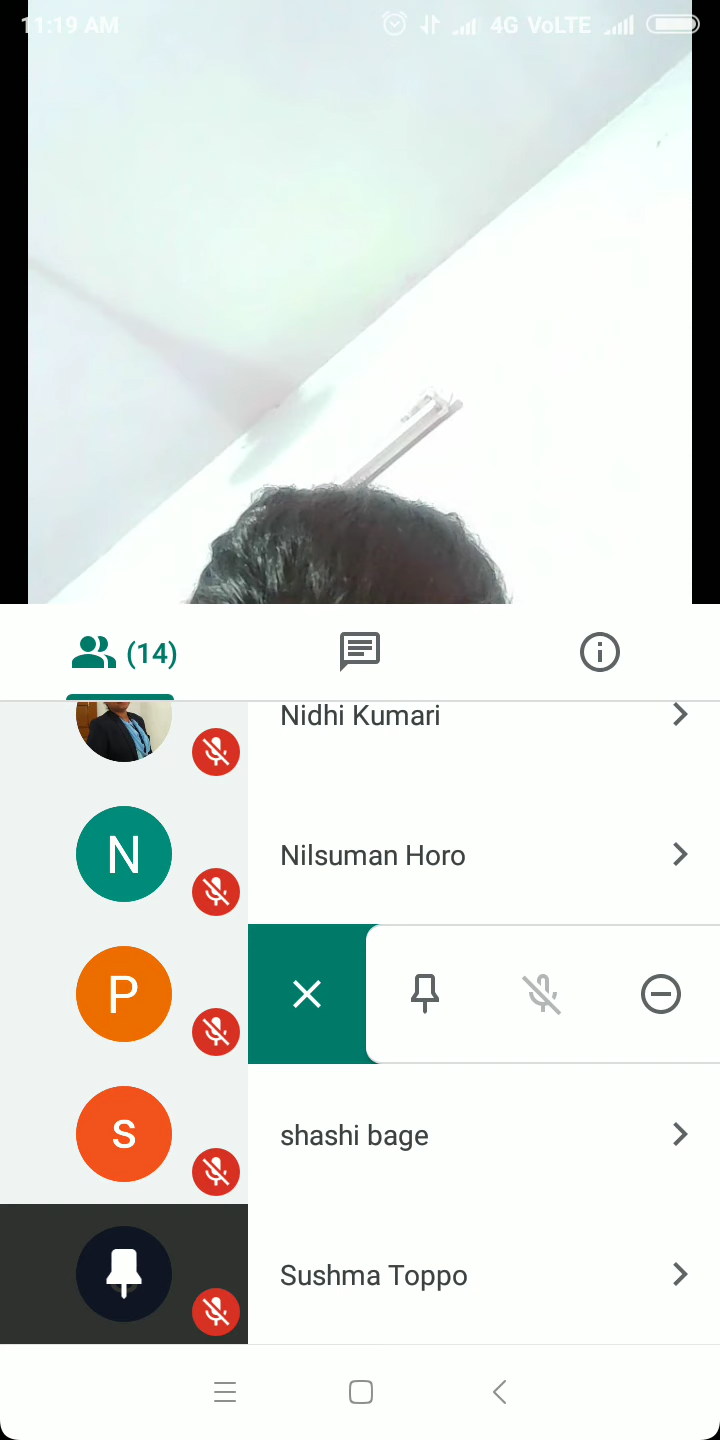 11:19 AM 4G VoLTE
(14)
Nidhi Kumari
N
Nilsuman Horo
P
s
shashi bage
Sushma Toppo